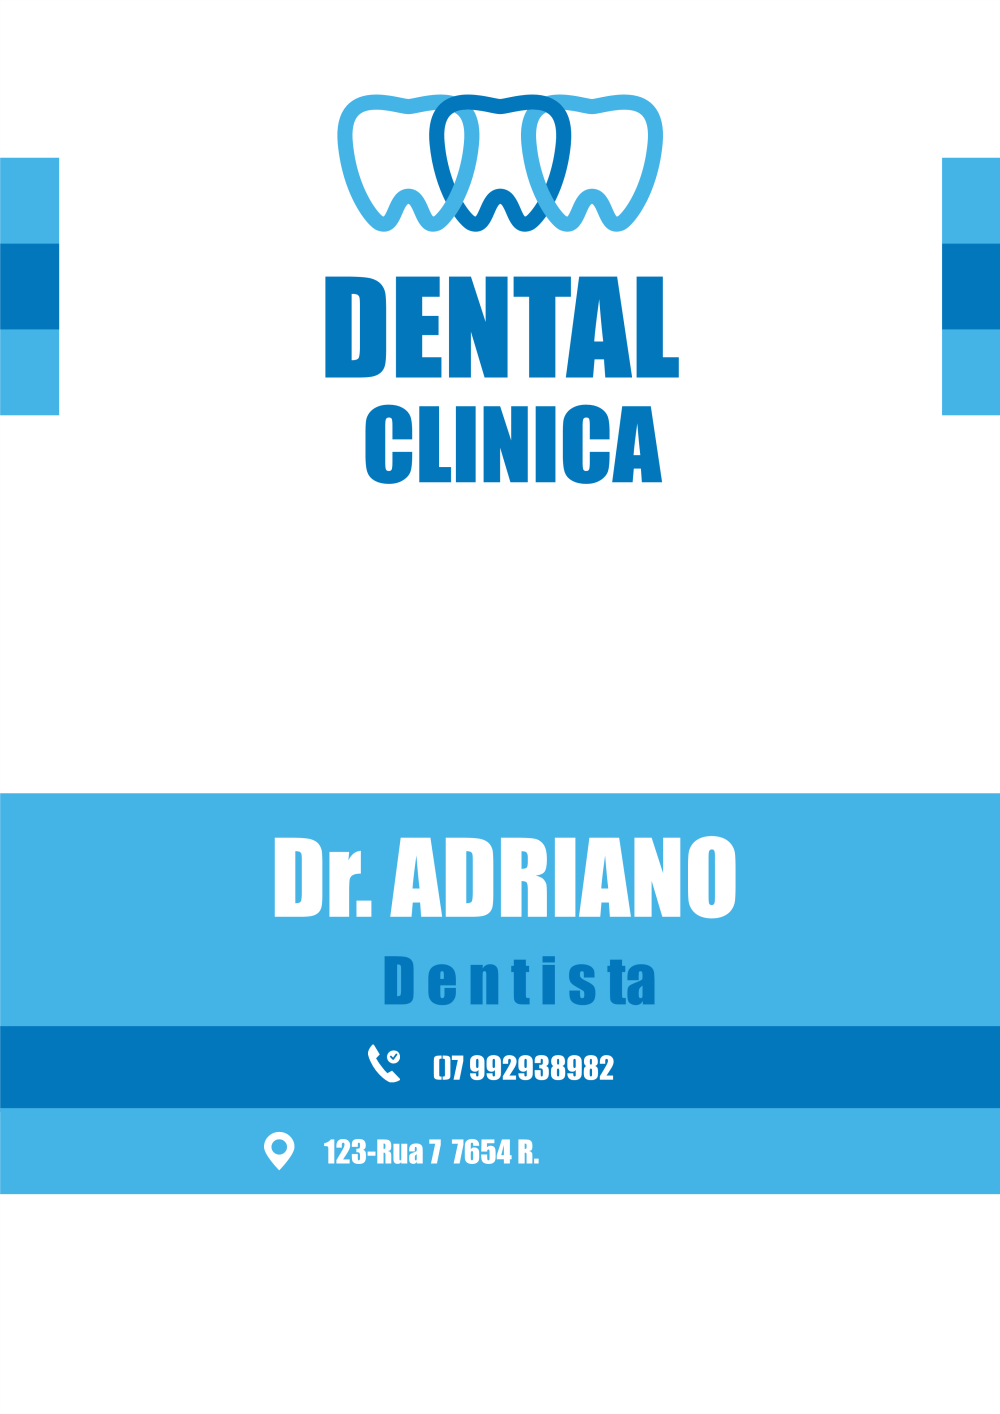 DENTAL
CLINICA
Dr. ADRIANO
Dentista
()7 992938982
123-Rua 7 7654 R.